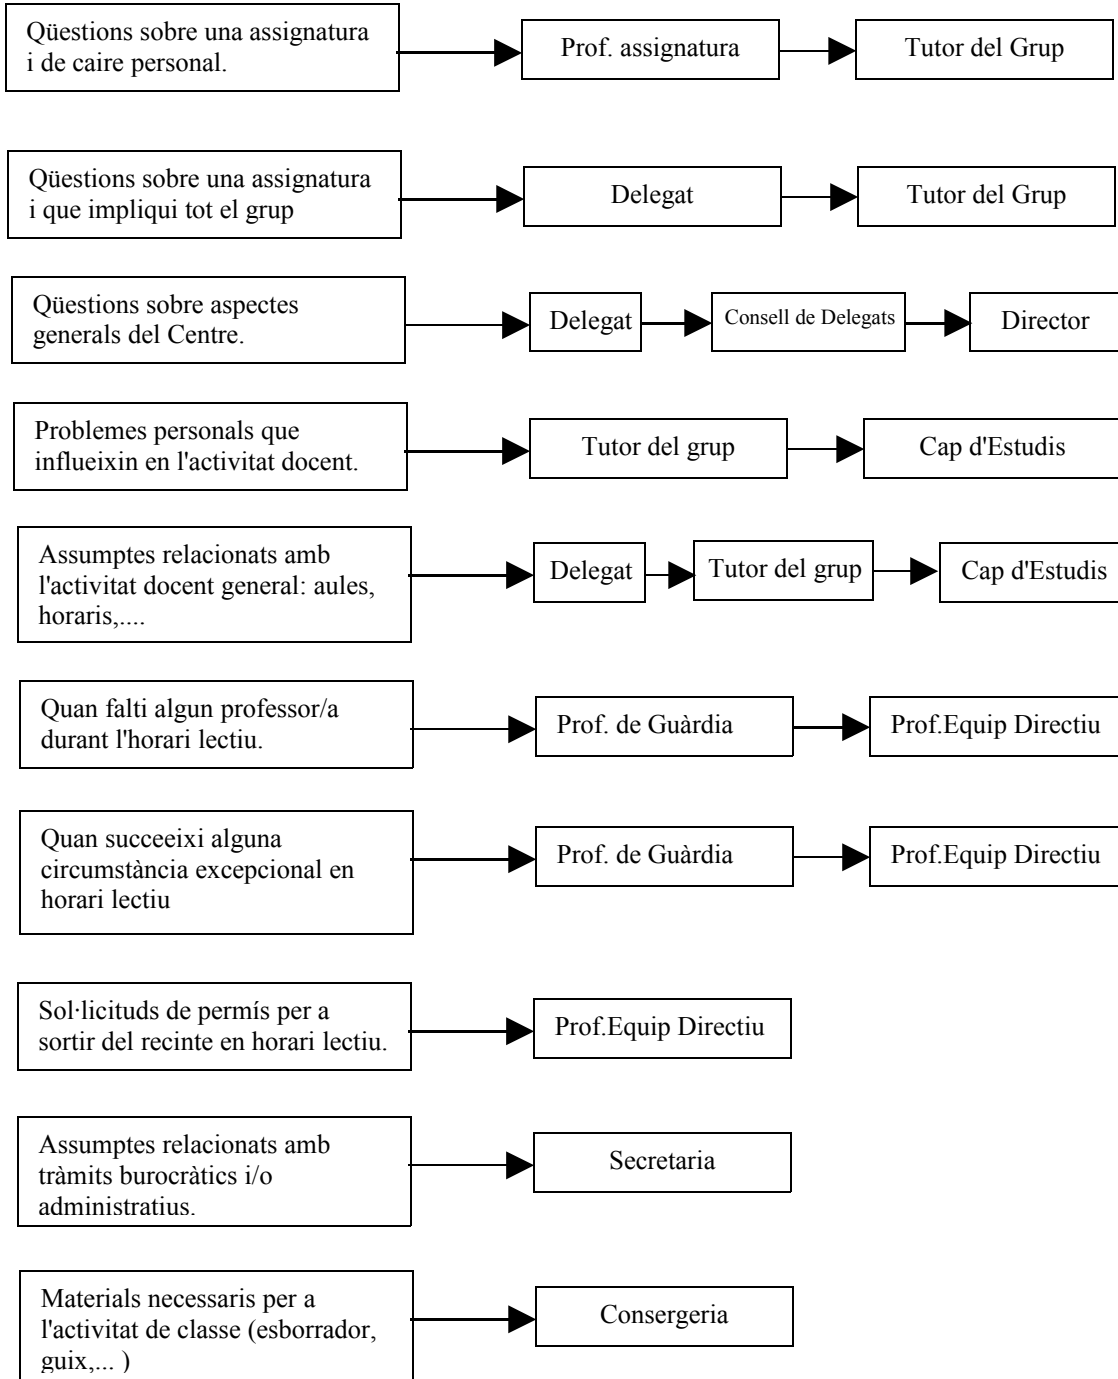 Qüestions sobre una assignatura
i de caire personal.
Prof. assignatura
Tutor del Grup
Qüestions sobre una assignatura
i que impliqui tot el grup
Delegat
Tutor del Grup
Qüestions sobre aspectes
generals del Centre.
Delegat
Consell de Delegats
Director
Problemes personals que
influeixin en l'activitat docent.
Tutor del grup
Cap d'Estudis
Assumptes relacionats amb
l'activitat docent general: aules,
horaris,....
Delegat
Tutor del grup
Cap d'Estudis
Quan falti algun professor/a
durant l'horari lectiu.
Prof. de Guàrdia
Prof.Equip Directiu
Quan succeeixi alguna
circumstància excepcional en
horari lectiu
Prof. de Guàrdia
Prof.Equip Directiu
Sol·licituds de permís per a
sortir del recinte en horari lectiu.
Prof.Equip Directiu
Assumptes relacionats amb
tràmits burocràtics i/o
administratius.
Secretaria
Materials necessaris per a
l'activitat de classe (esborrador,
guix,... )
Consergeria